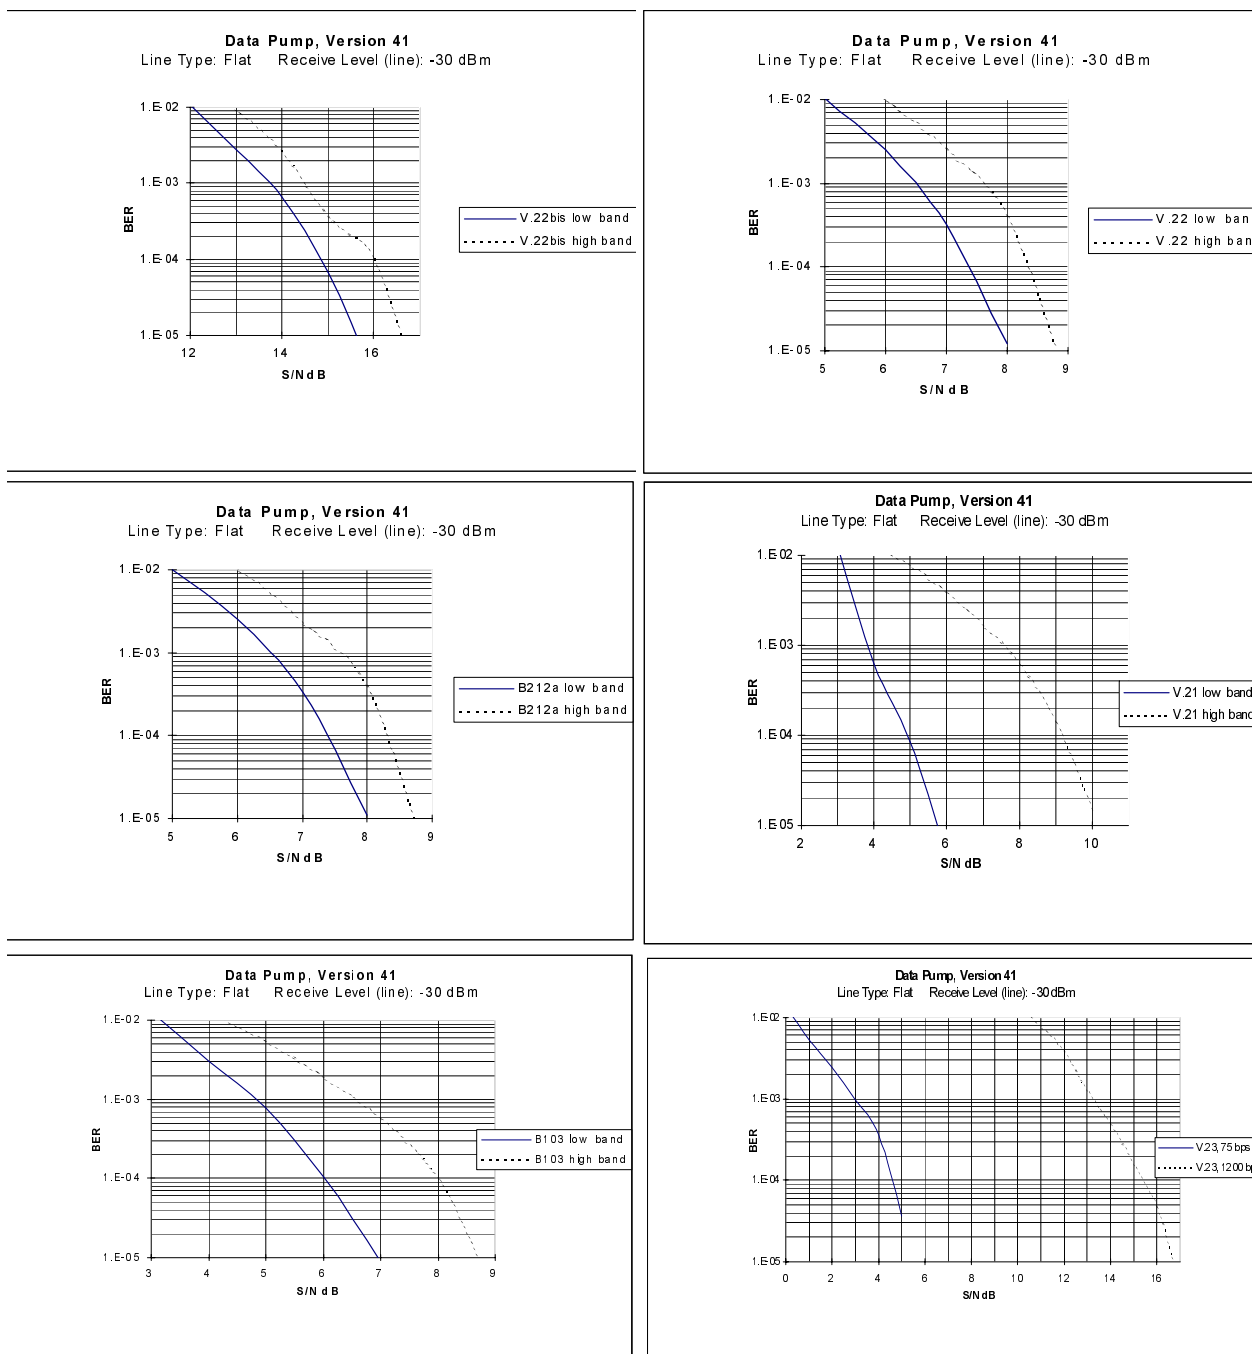 Data Pump, Version 41
Line Type: Flat Receive Level (line): -30 dBm
1.E-02
1.E-03
1.E-04
1.E-05
BER
12 14 16
S/N dB
V.22bis low band
V.22bis high band
Data Pump, Version 41
Line Type: Flat Receive Level (line): -30 dBm
1.E-02
1.E-03
1.E-04
1.E-05
BER
5 6 7 8 9
S/N dB
V.22 low ban
V.22 high ban
Data Pump, Version 41
Line Type: Flat Receive Level (line): -30 dBm
1.E-02
1.E-03
1.E-04
1.E-05
BER
5 6 7 8 9
S/N dB
B212a low band
B212a high band
Data Pump, Version 41
Line Type: Flat Receive Level (line): -30 dBm
1.E-02
1.E-03
1.E-04
1.E-05
BER
2 4 6 8 10
S/N dB
V.21 low band
V.21 high band
Data Pump, Version 41
Line Type: Flat Receive Level (line): -30 dBm
1.E-02
1.E-03
1.E-04
1.E-05
BER
3 4 5 6 7 8 9
S/N dB
B103 low band
B103 high band
Data Pump, Version 41
Line Type: Flat Receive Level (line): -30 dBm
1.E-02
1.E-03
1.E-04
1.E-05
BER
0 2 4 6 8 10 12 14 16
S/N dB
V.23, 75 bps
V.23, 1200 bp